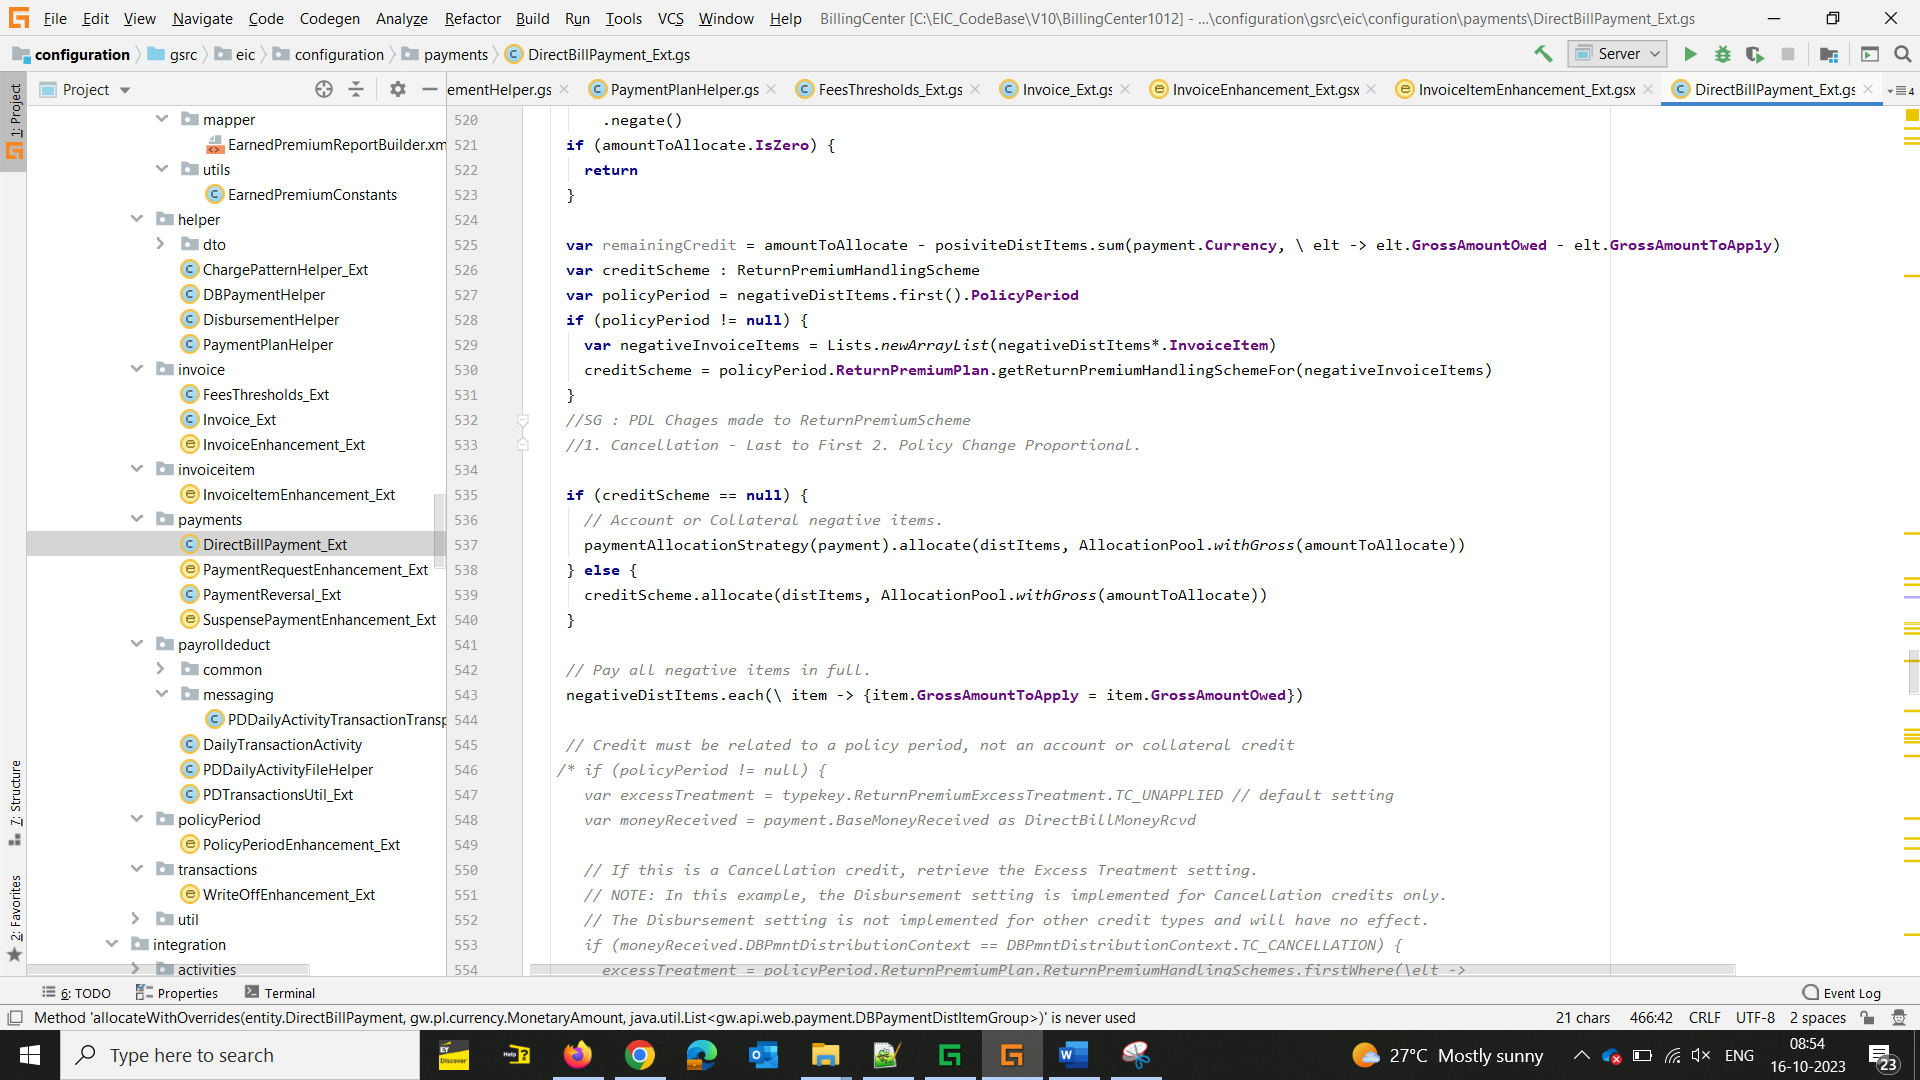 File Edit View Navigate Code Codegen Analyze Refactor Build Run Tools VCS Window Help BillingCenter [C:\EIC_CodeBase\V10\BillingCenter1012] - ...\configuration\gsrc\eic\configuration\payments\DirectBillPayment_Ext.gs
configuration gsrc eic configuration payments DirectBillPayment_Ext.gs Server
Project ementHelper.gs PaymentPlanHelper.gs FeesThresholds_Ext.gs Invoice_Ext.gs InvoiceEnhancement_Ext.gsx InvoiceItemEnhancement_Ext.gsx DirectBillPayment_Ext.gs 4
1: Project
7: Structure
2: Favorites
mapper
EarnedPremiumReportBuilder.xm
utils
EarnedPremiumConstants
helper
dto
ChargePatternHelper_Ext
DBPaymentHelper
DisbursementHelper
PaymentPlanHelper
invoice
FeesThresholds_Ext
Invoice_Ext
InvoiceEnhancement_Ext
invoiceitem
InvoiceItemEnhancement_Ext
payments
DirectBillPayment_Ext
PaymentRequestEnhancement_Ext
PaymentReversal_Ext
SuspensePaymentEnhancement_Ext
payrolldeduct
common
messaging
PDDailyActivityTransactionTransp
DailyTransactionActivity
PDDailyActivityFileHelper
PDTransactionsUtil_Ext
policyPeriod
PolicyPeriodEnhancement_Ext
transactions
WriteOffEnhancement_Ext
util
integration
activities
520 .negate()
521 if (amountToAllocate.IsZero) {
522 return
523 }
524
525 var remainingCredit = amountToAllocate - posiviteDistItems.sum(payment.Currency, \ elt -> elt.GrossAmountOwed - elt.GrossAmountToApply)
526 var creditScheme : ReturnPremiumHandlingScheme
527 var policyPeriod = negativeDistItems.first().PolicyPeriod
528 if (policyPeriod != null) {
529 var negativeInvoiceItems = Lists.newArrayList(negativeDistItems*.InvoiceItem)
530 creditScheme = policyPeriod.ReturnPremiumPlan.getReturnPremiumHandlingSchemeFor(negativeInvoiceItems)
531 }
532 //SG : PDL Chages made to ReturnPremiumScheme
533 //1. Cancellation - Last to First 2. Policy Change Proportional.
534
535 if (creditScheme == null) {
536 // Account or Collateral negative items.
537 paymentAllocationStrategy(payment).allocate(distItems, AllocationPool.withGross(amountToAllocate))
538 } else {
539 creditScheme.allocate(distItems, AllocationPool.withGross(amountToAllocate))
540 }
541
542 // Pay all negative items in full.
543 negativeDistItems.each(\ item -> {item.GrossAmountToApply = item.GrossAmountOwed})
544
545 // Credit must be related to a policy period, not an account or collateral credit
546 /* if (policyPeriod != null) {
547 var excessTreatment = typekey.ReturnPremiumExcessTreatment.TC_UNAPPLIED // default setting
548 var moneyReceived = payment.BaseMoneyReceived as DirectBillMoneyRcvd
549
550 // If this is a Cancellation credit, retrieve the Excess Treatment setting.
551 // NOTE: In this example, the Disbursement setting is implemented for Cancellation credits only.
552 // The Disbursement setting is not implemented for other credit types and will have no effect.
553 if (moneyReceived.DBPmntDistributionContext == DBPmntDistributionContext.TC_CANCELLATION) {
554 excessTreatment = policyPeriod.ReturnPremiumPlan.ReturnPremiumHandlingSchemes.firstWhere(\elt ->
6: TODO Properties Terminal Event Log
Method 'allocateWithOverrides(entity.DirectBillPayment, gw.pl.currency.MonetaryAmount, java.util.List<gw.api.web.payment.DBPaymentDistItemGroup>)' is never used 21 chars 466:42 CRLF UTF-8 2 spaces
Type here to search EY Discover Help? 27°C Mostly sunny ENG 08:54
16-10-2023 23